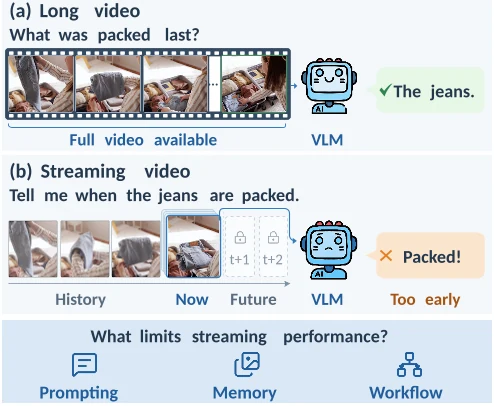 (a) Long video
What was packed last?
...
AI
✓The jeans.
Full video available
VLM
(b) Streaming video
Tell me when the jeans are packed.
t+1
t+2
AI
✕ Packed!
History
Now
Future
VLM
Too early
What limits streaming performance?
Prompting
Memory
Workflow